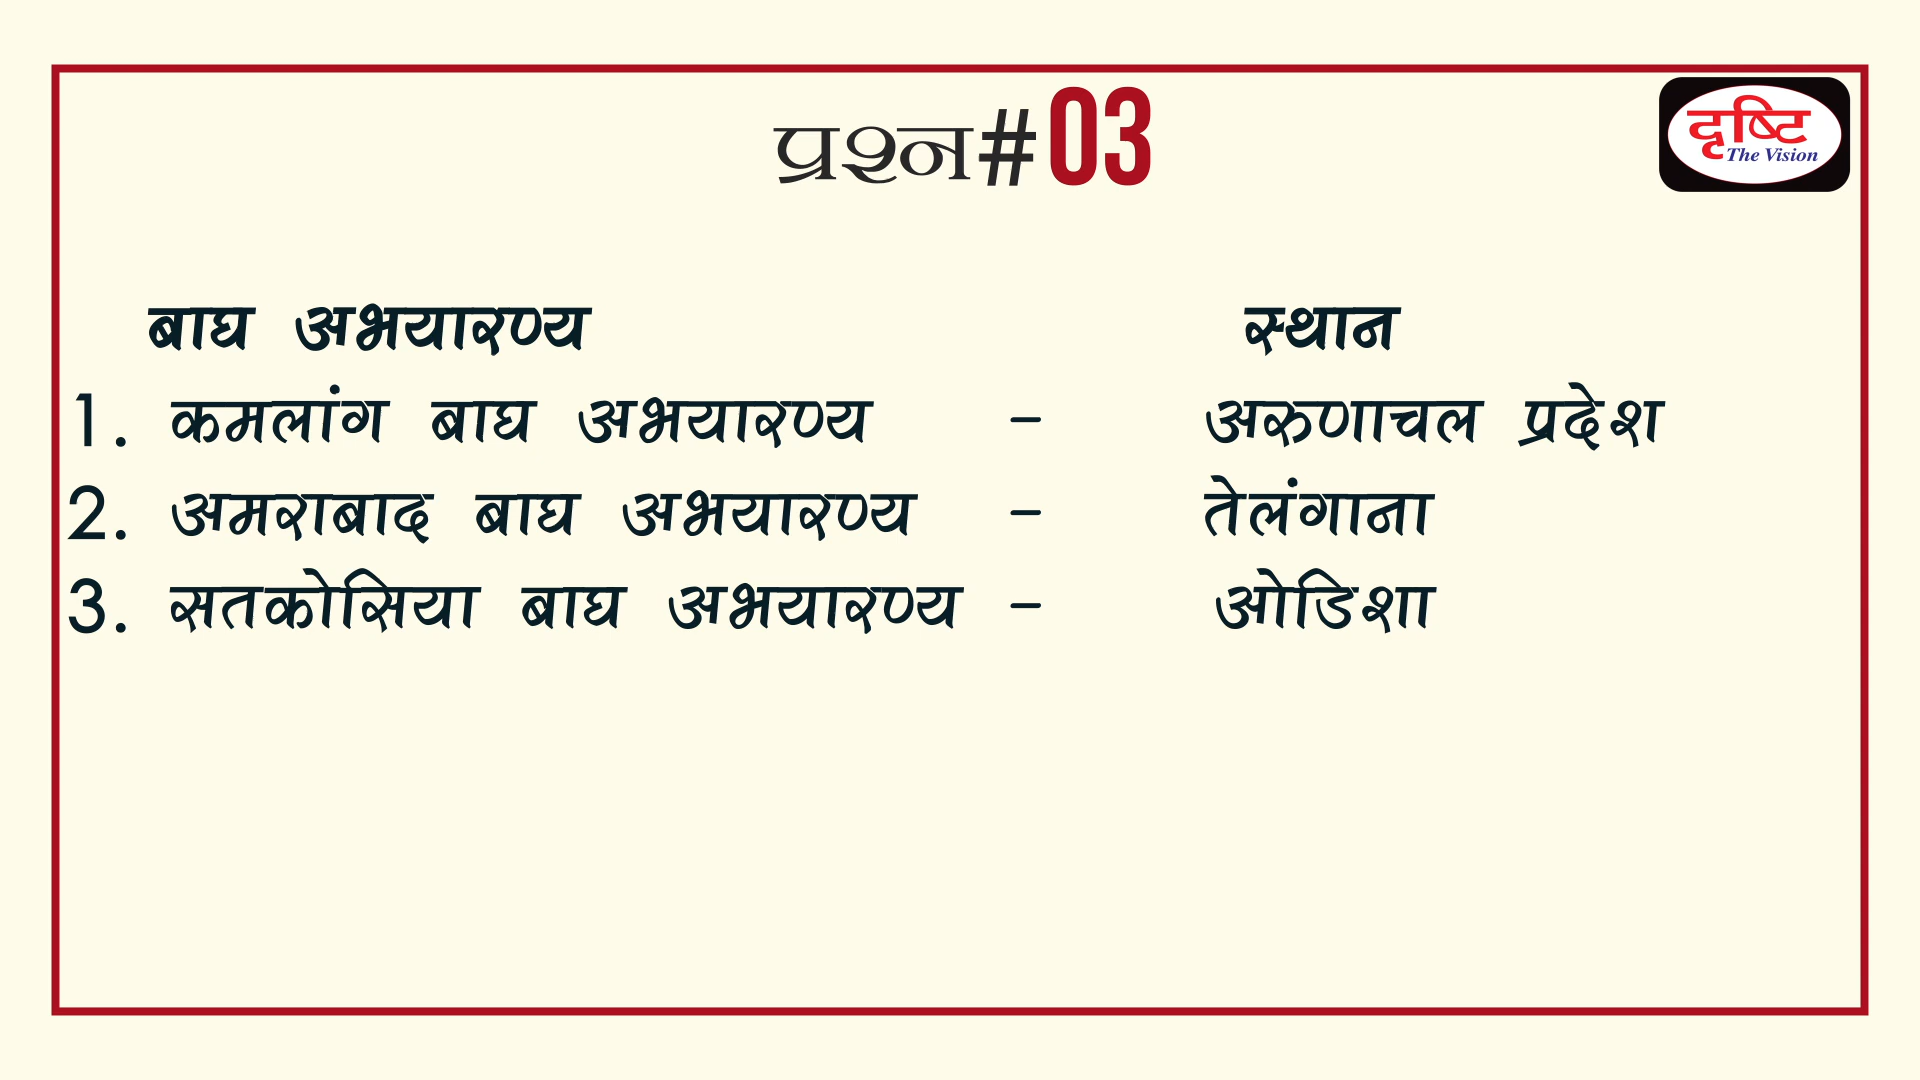 प्रश्न#03
दृष्टि
The Vision
बाघ अभयारण्य स्थान
1. कमलांग बाघ अभयारण्य - अरुणाचल प्रदेश
2. अमराबाद बाघ अभयारण्य - तेलंगाना
3. सतकोसिया बाघ अभयारण्य - ओडिशा